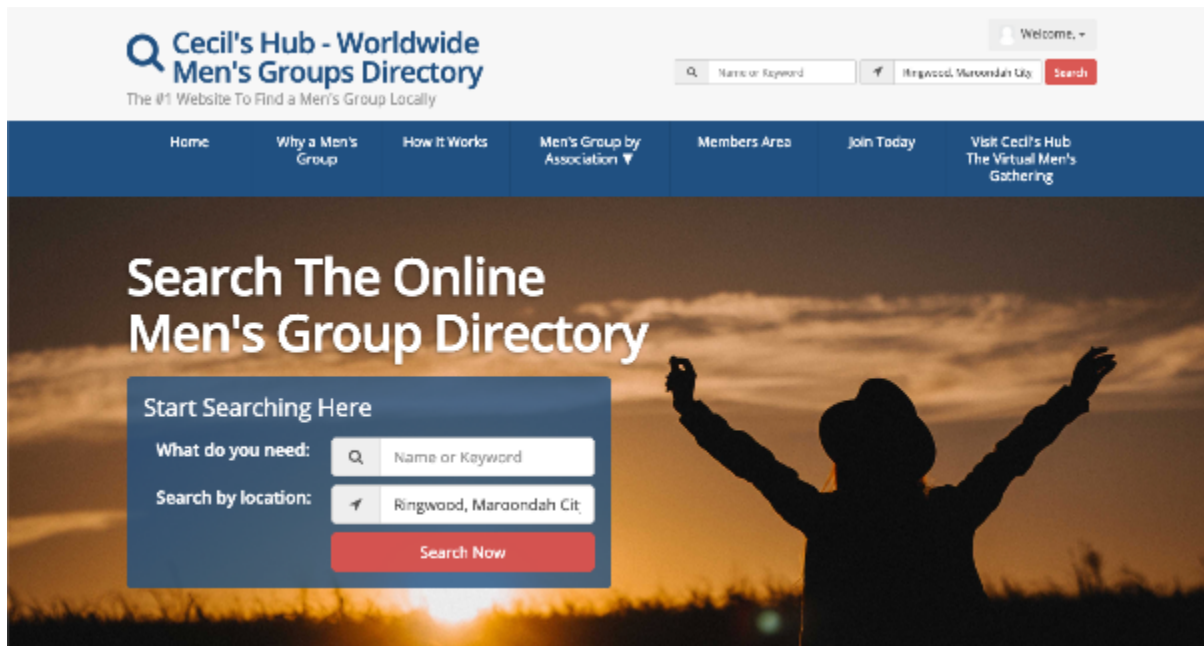 Cecil's Hub - Worldwide
Men's Groups Directory
The #1 Website To Find a Men's Group Locally
Welcome,
Name or Keyword
Ringwood, Maroondah City,
Search
Home
Why a Men's
Group
How It Works
Men's Group by
Association ▼
Members Area
Join Today
Visit Cecil's Hub
The Virtual Men's
Gathering
Search The Online
Men's Group Directory
Start Searching Here
What do you need:
Name or Keyword
Search by location:
Ringwood, Maroondah City,
Search Now